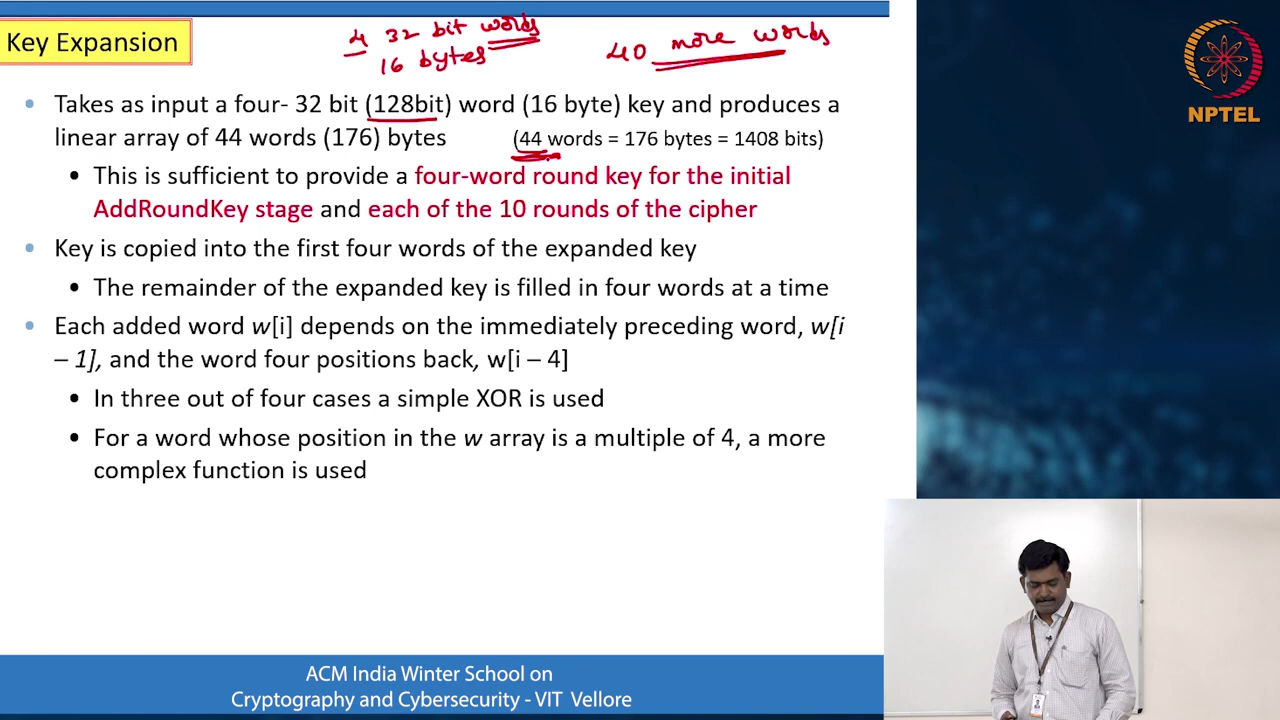 Key Expansion
4 32 bit words
16 bytes
40 more words
NPTEL
• Takes as input a four- 32 bit (128bit) word (16 byte) key and produces a
linear array of 44 words (176) bytes (44 words = 176 bytes = 1408 bits)
• This is sufficient to provide a four-word round key for the initial
AddRoundKey stage and each of the 10 rounds of the cipher
• Key is copied into the first four words of the expanded key
• The remainder of the expanded key is filled in four words at a time
• Each added word w[i] depends on the immediately preceding word, w[i
– 1], and the word four positions back, w[i – 4]
• In three out of four cases a simple XOR is used
• For a word whose position in the w array is a multiple of 4, a more
complex function is used
ACM India Winter School on
Cryptography and Cybersecurity - VIT Vellore